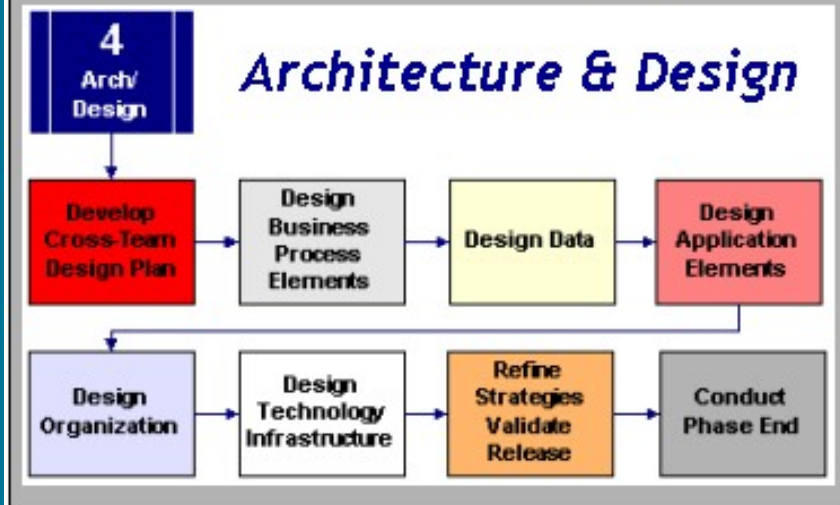 4
Arch/
Design
Architecture & Design
Develop
Cross-Team
Design Plan
Design
Business
Process
Elements
Design Data
Design
Application
Elements
Design
Organization
Design
Technology
Infrastructure
Refine
Strategies
Validate
Release
Conduct
Phase End